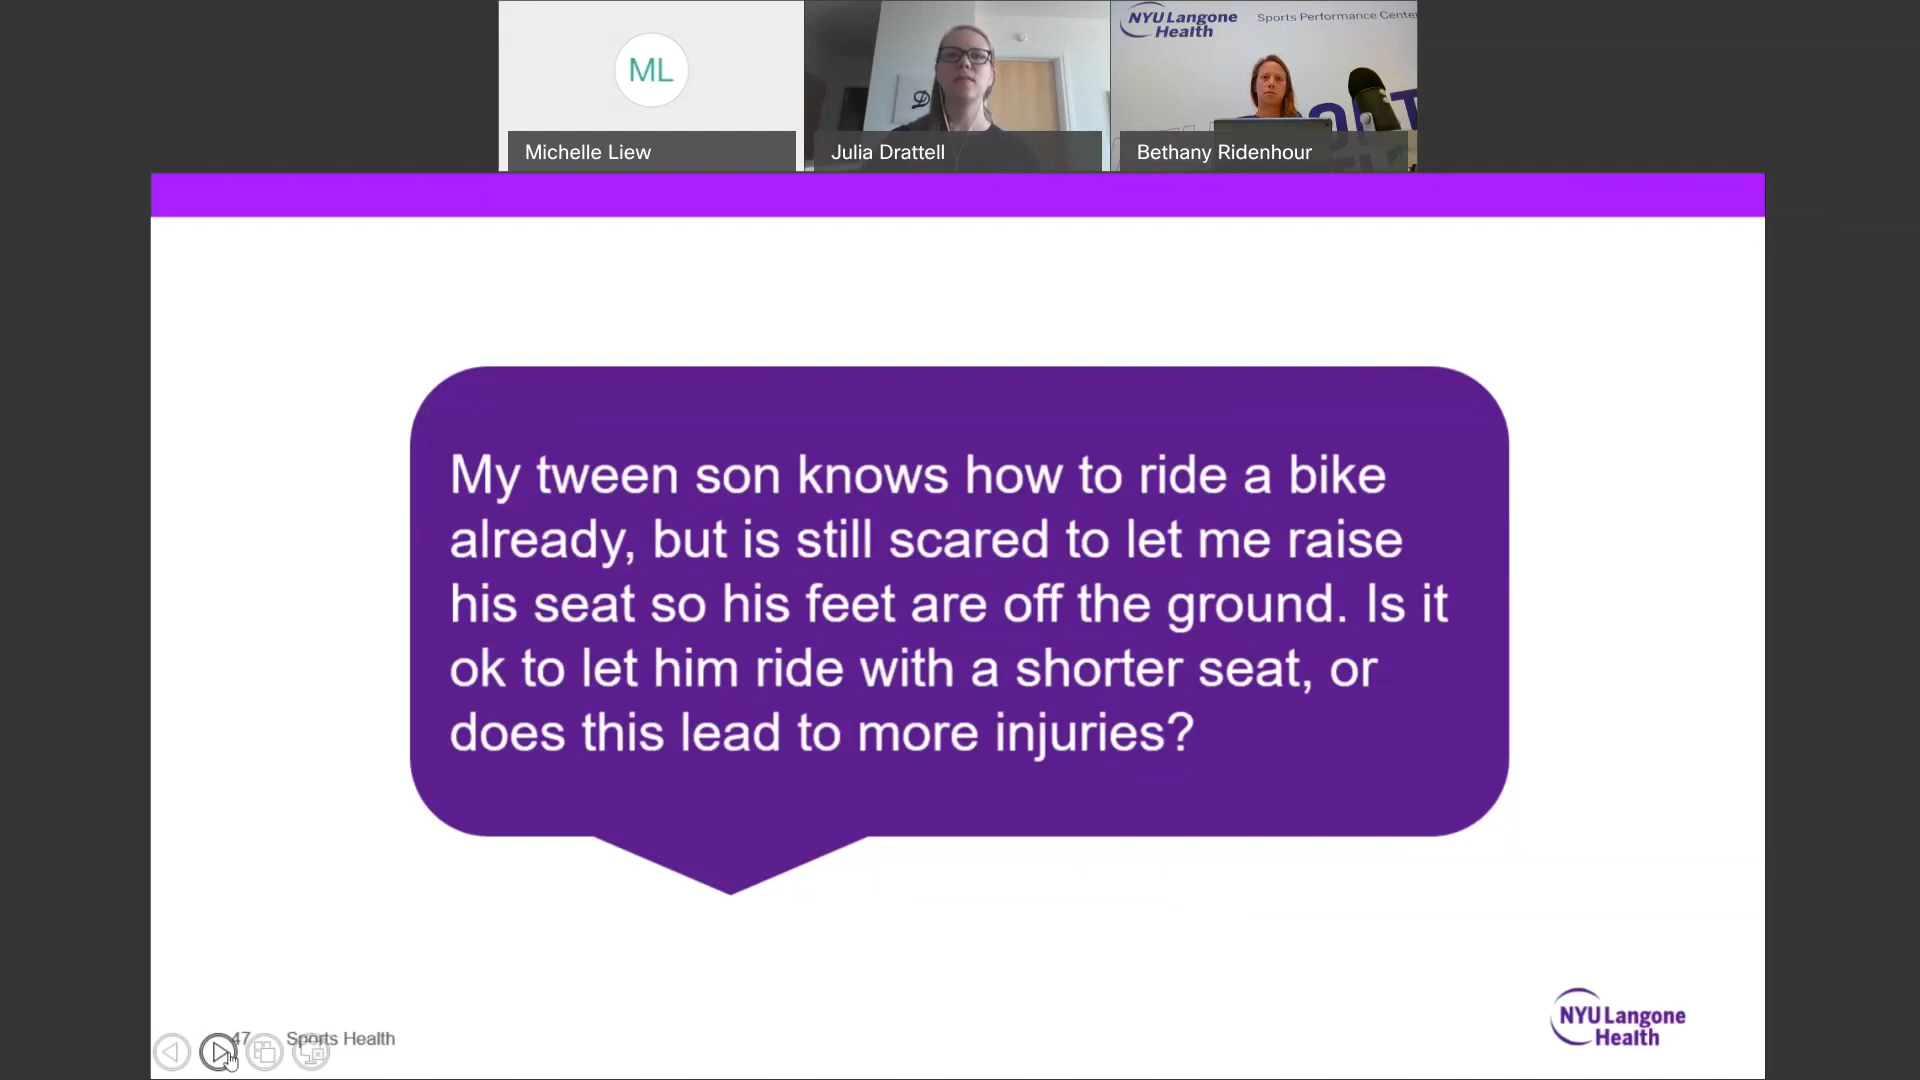 ML
Michelle Liew
Julia Drattell
Bethany Ridenhour
NYU Langone
Health
Sports Performance Center
My tween son knows how to ride a bike
already, but is still scared to let me raise
his seat so his feet are off the ground. Is it
ok to let him ride with a shorter seat, or
does this lead to more injuries?
47 Sports Health
NYU Langone
Health